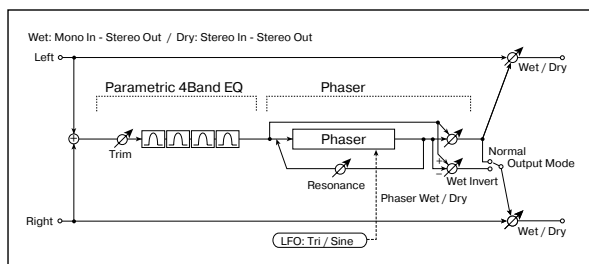 Wet: Mono In - Stereo Out / Dry: Stereo In - Stereo Out
Left
Wet / Dry
Parametric 4Band EQ
Phaser
+
Trim
Phaser
Normal
Output Mode
+
−
Wet Invert
Resonance
Phaser Wet / Dry
Right
LFO: Tri / Sine
Wet / Dry